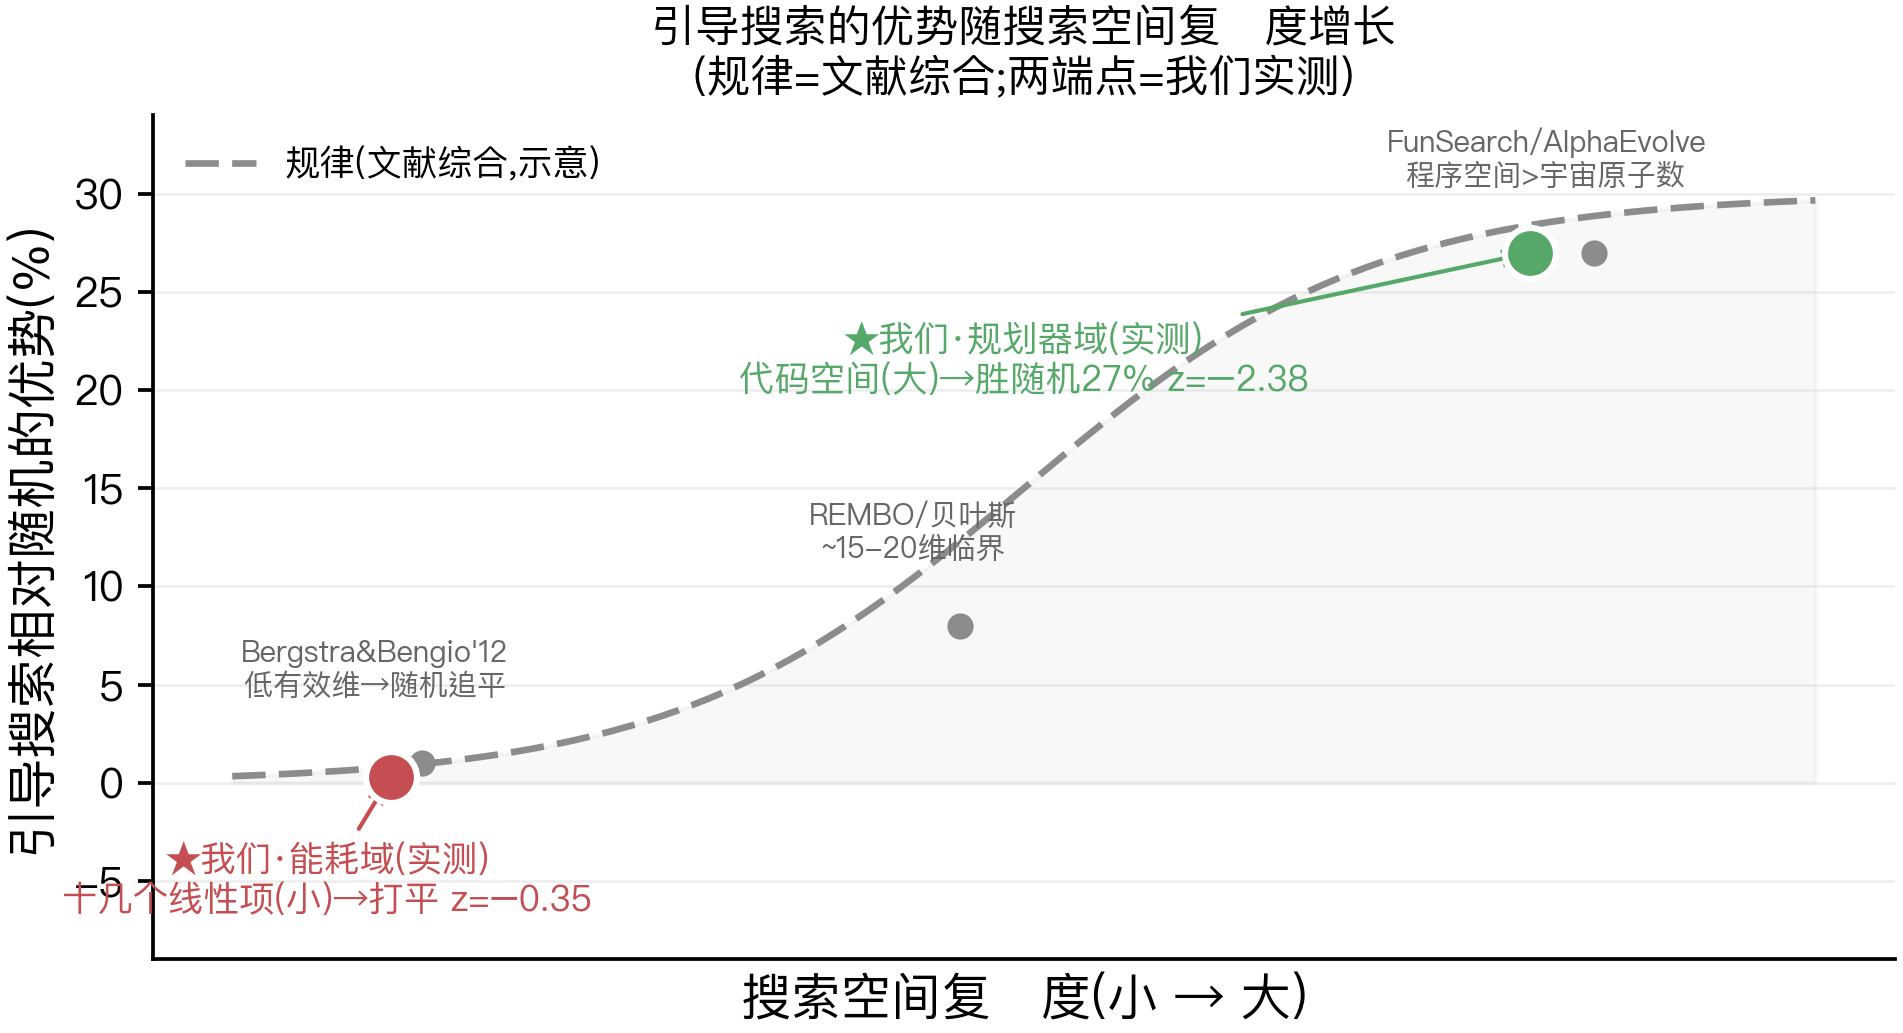 引导搜索的优势随搜索空间复 度增长
(规律=文献综合;两端点=我们实测)
规律(文献综合,示意)
FunSearch/AlphaEvolve
程序空间>宇宙原子数
引导搜索相对随机的优势(%)
30
25
20
15
10
5
0
−5
★我们·规划器域(实测)
代码空间(大)→胜随机27% z=−2.38
REMBO/贝叶斯
~15–20维临界
Bergstra&Bengio'12
低有效维→随机追平
★我们·能耗域(实测)
十几个线性项(小)→打平 z=−0.35
搜索空间复 度(小 → 大)